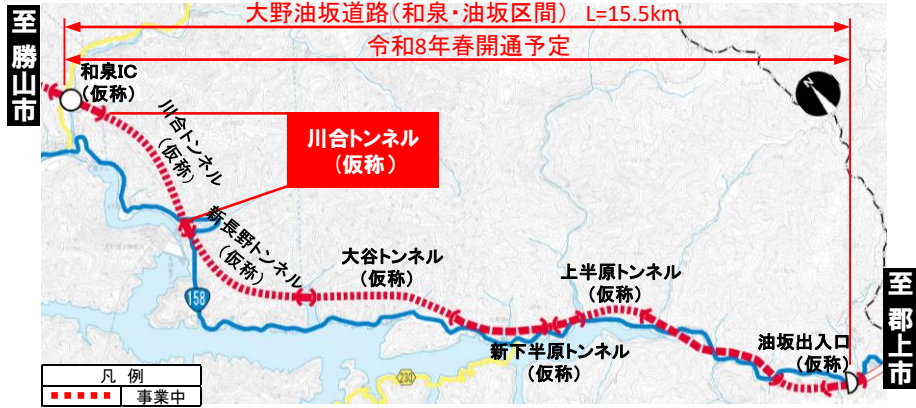 大野油坂道路(和泉・油坂区間) L=15.5km
令和8年春開通予定
至 勝山市
和泉IC
(仮称)
川合トンネル
(仮称)
川合トンネル
(仮称)
新長野トンネル
(仮称)
158
大谷トンネル
(仮称)
上半原トンネル
(仮称)
新下半原トンネル
(仮称)
油坂出入口
(仮称)
至 郡上市
230
N
凡 例
事業中